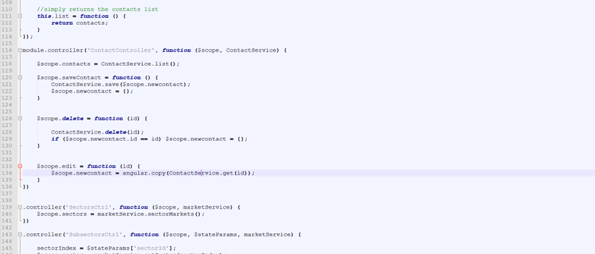 109
110 //simply returns the contacts list
111 this.list = function () {
112 return contacts;
113 }
114 });
115
116 module.controller('ContactController', function ($scope, ContactService) {
117
118 $scope.contacts = ContactService.list();
119
120 $scope.saveContact = function () {
121 ContactService.save($scope.newcontact);
122 $scope.newcontact = {};
123 }
124
125
126 $scope.delete = function (id) {
127
128 ContactService.delete(id);
129 if ($scope.newcontact.id == id) $scope.newcontact = {};
130 }
131
132
133 $scope.edit = function (id) {
134 $scope.newcontact = angular.copy(ContactService.get(id));
135 }
136 })
137
138
139 .controller('SectorsCtrl', function ($scope, marketService) {
140 $scope.sectors = marketService.sectorMarkets();
141 })
142
143 .controller('SubsectorsCtrl', function ($scope, $stateParams, marketService) {
144
145 sectorIndex = $stateParams['sectorId'];